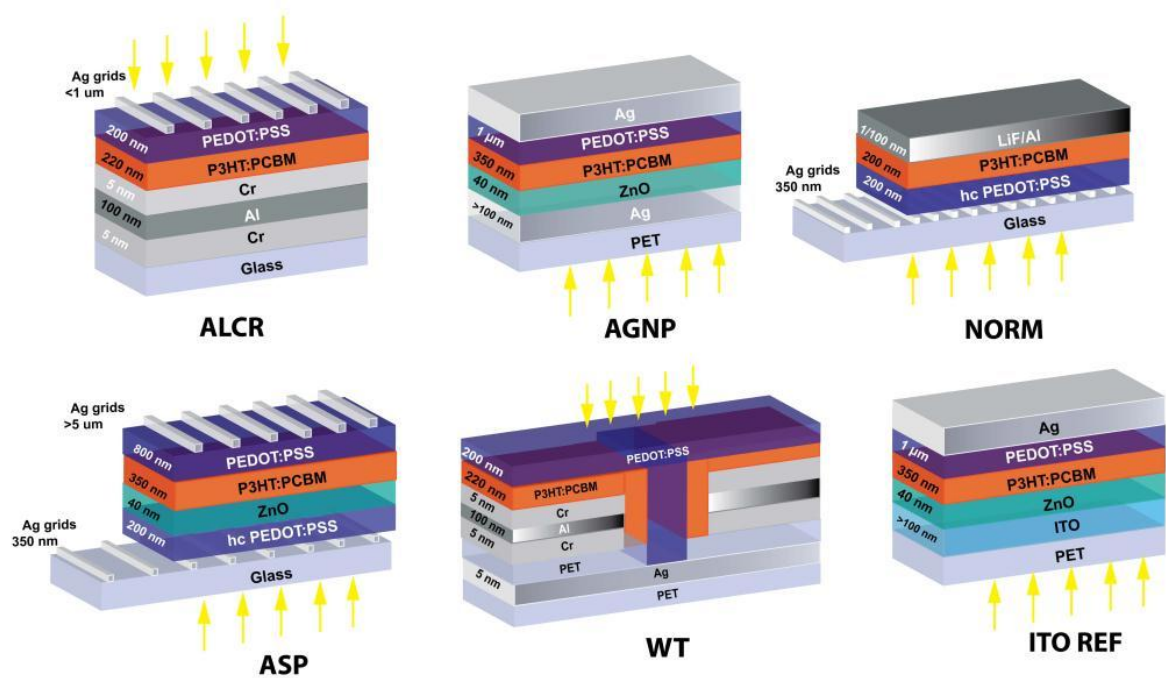 Ag grids
<1 um
200 nm
PEDOT:PSS
220 nm
P3HT:PCBM
5 nm
Cr
100 nm
Al
5 nm
Cr
Glass
ALCR
Ag
1 µm
PEDOT:PSS
350 nm
P3HT:PCBM
40 nm
ZnO
>100 nm
Ag
PET
AGNP
1/100 nm
LiF/Al
200 nm
P3HT:PCBM
Ag grids
350 nm
200 nm
hc PEDOT:PSS
Glass
NORM
Ag grids
>5 um
800 nm
PEDOT:PSS
350 nm
P3HT:PCBM
40 nm
ZnO
Ag grids
350 nm
200 nm
hc PEDOT:PSS
Glass
ASP
200 nm
PEDOT:PSS
220 nm
P3HT:PCBM
5 nm
Cr
100 nm
Al
5 nm
Cr
PET
5 nm
Ag
PET
WT
Ag
1 µm
PEDOT:PSS
350 nm
P3HT:PCBM
40 nm
ZnO
>100 nm
ITO
PET
ITO REF